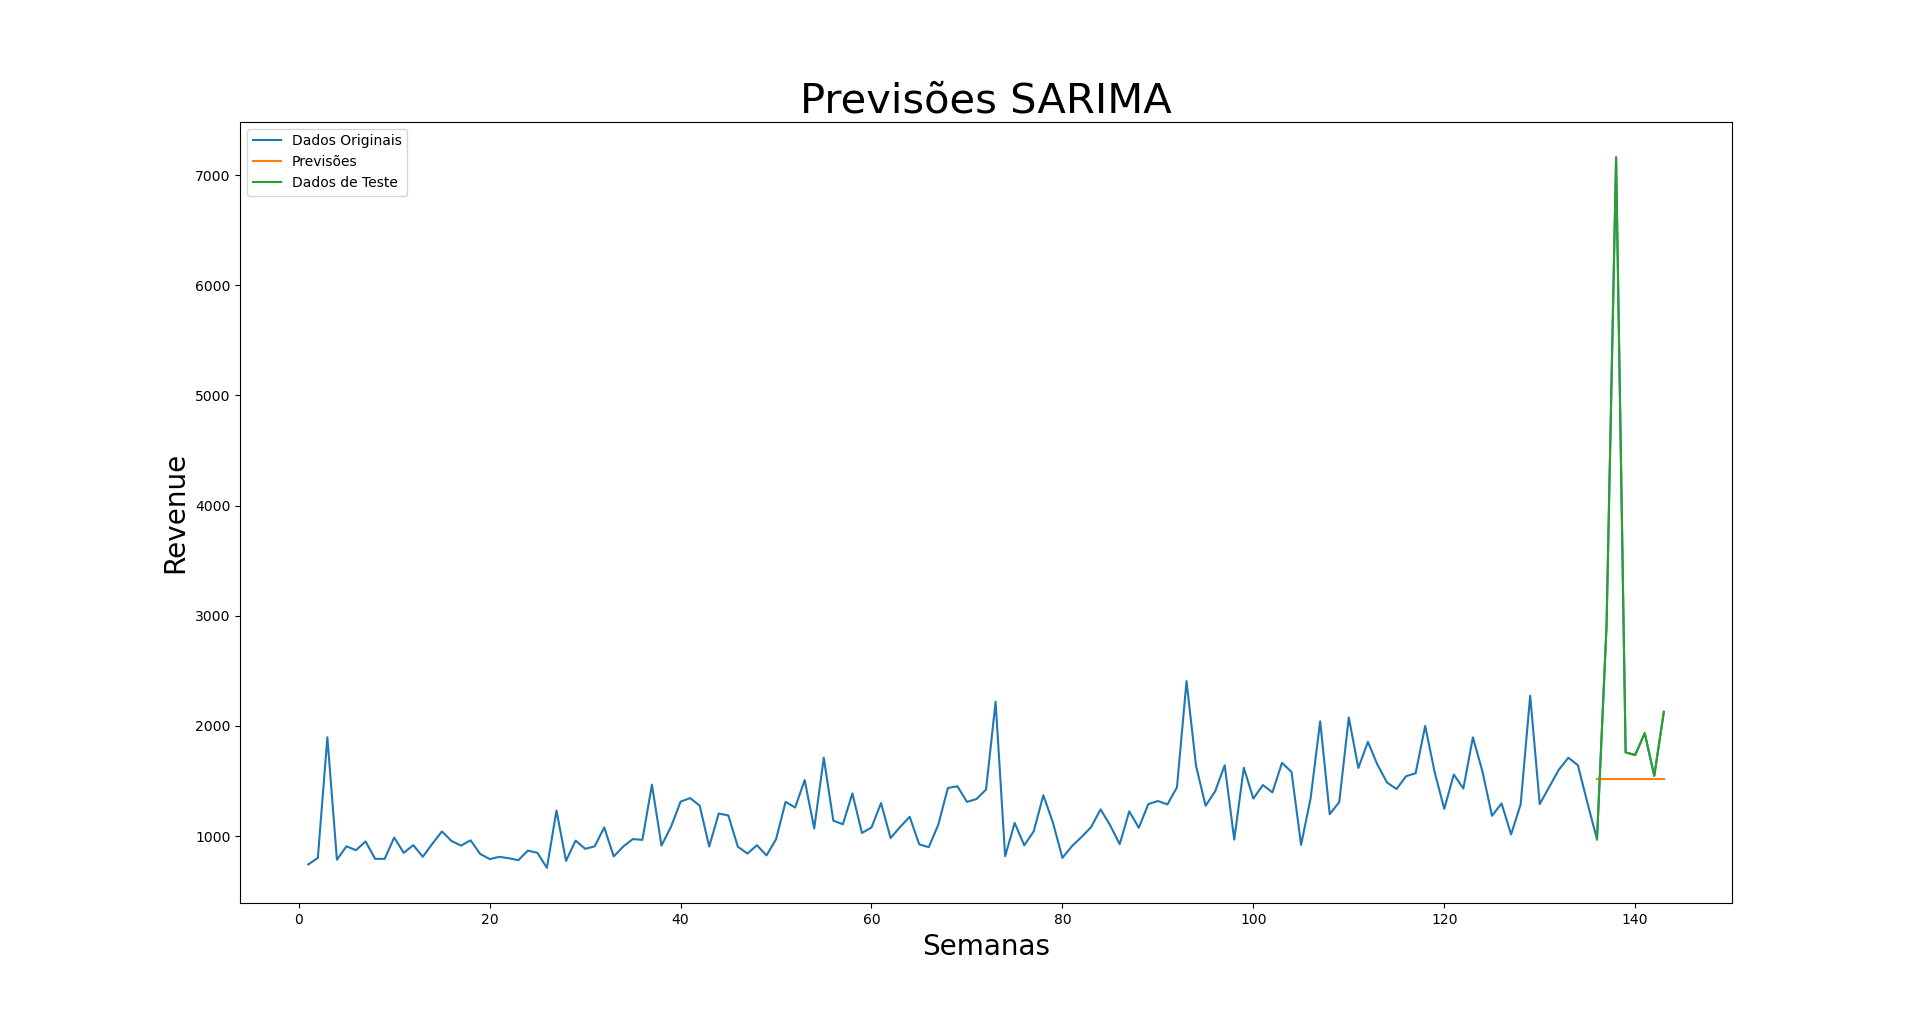 Previsões SARIMA
Dados Originais
Previsões
Dados de Teste
7000
6000
5000
4000
3000
2000
1000
Revenue
0 20 40 60 80 100 120 140
Semanas